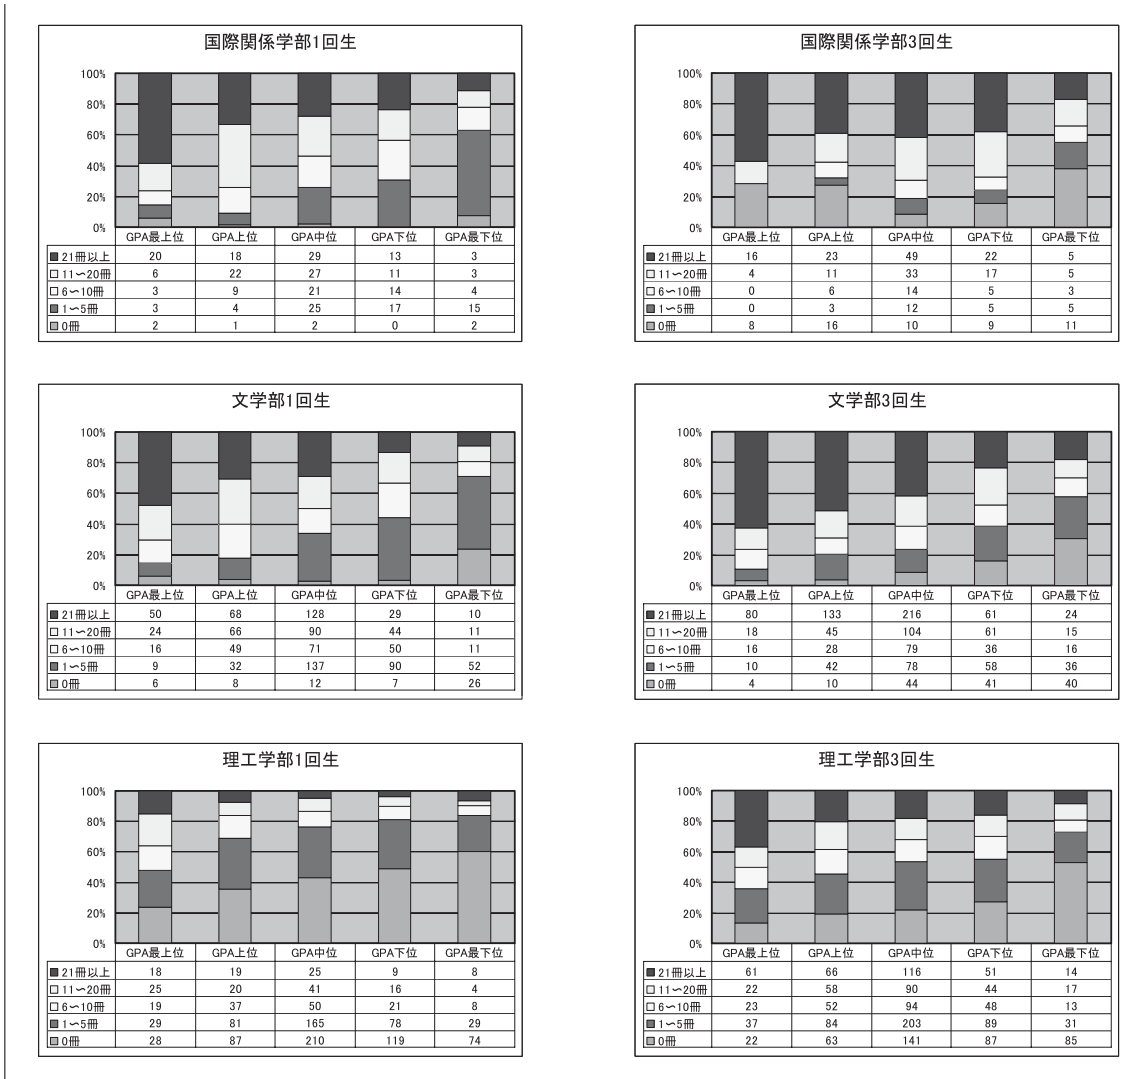 国際関係学部1回生
100%
80%
60%
40%
20%
0%
GPA最上位 GPA上位 GPA中位 GPA下位 GPA最下位
21冊以上 20 18 29 13 3
11〜20冊 6 22 27 11 3
6〜10冊 3 9 21 14 4
1〜5冊 3 4 25 17 15
0冊 2 1 2 0 2
国際関係学部3回生
100%
80%
60%
40%
20%
0%
GPA最上位 GPA上位 GPA中位 GPA下位 GPA最下位
21冊以上 16 23 49 22 5
11〜20冊 4 11 33 17 5
6〜10冊 0 6 14 5 3
1〜5冊 0 3 12 5 5
0冊 8 16 10 9 11
文学部1回生
100%
80%
60%
40%
20%
0%
GPA最上位 GPA上位 GPA中位 GPA下位 GPA最下位
21冊以上 50 68 128 29 10
11〜20冊 24 66 90 44 11
6〜10冊 16 49 71 50 11
1〜5冊 9 32 137 90 52
0冊 6 8 12 7 26
文学部3回生
100%
80%
60%
40%
20%
0%
GPA最上位 GPA上位 GPA中位 GPA下位 GPA最下位
21冊以上 80 133 216 61 24
11〜20冊 18 45 104 61 15
6〜10冊 16 28 79 36 16
1〜5冊 10 42 78 58 36
0冊 4 10 44 41 40
理工学部1回生
100%
80%
60%
40%
20%
0%
GPA最上位 GPA上位 GPA中位 GPA下位 GPA最下位
21冊以上 18 19 25 9 8
11〜20冊 25 20 41 16 4
6〜10冊 19 37 50 21 8
1〜5冊 29 81 165 78 29
0冊 28 87 210 119 74
理工学部3回生
100%
80%
60%
40%
20%
0%
GPA最上位 GPA上位 GPA中位 GPA下位 GPA最下位
21冊以上 61 66 116 51 14
11〜20冊 22 58 90 44 17
6〜10冊 23 52 94 48 13
1〜5冊 37 84 203 89 31
0冊 22 63 141 87 85